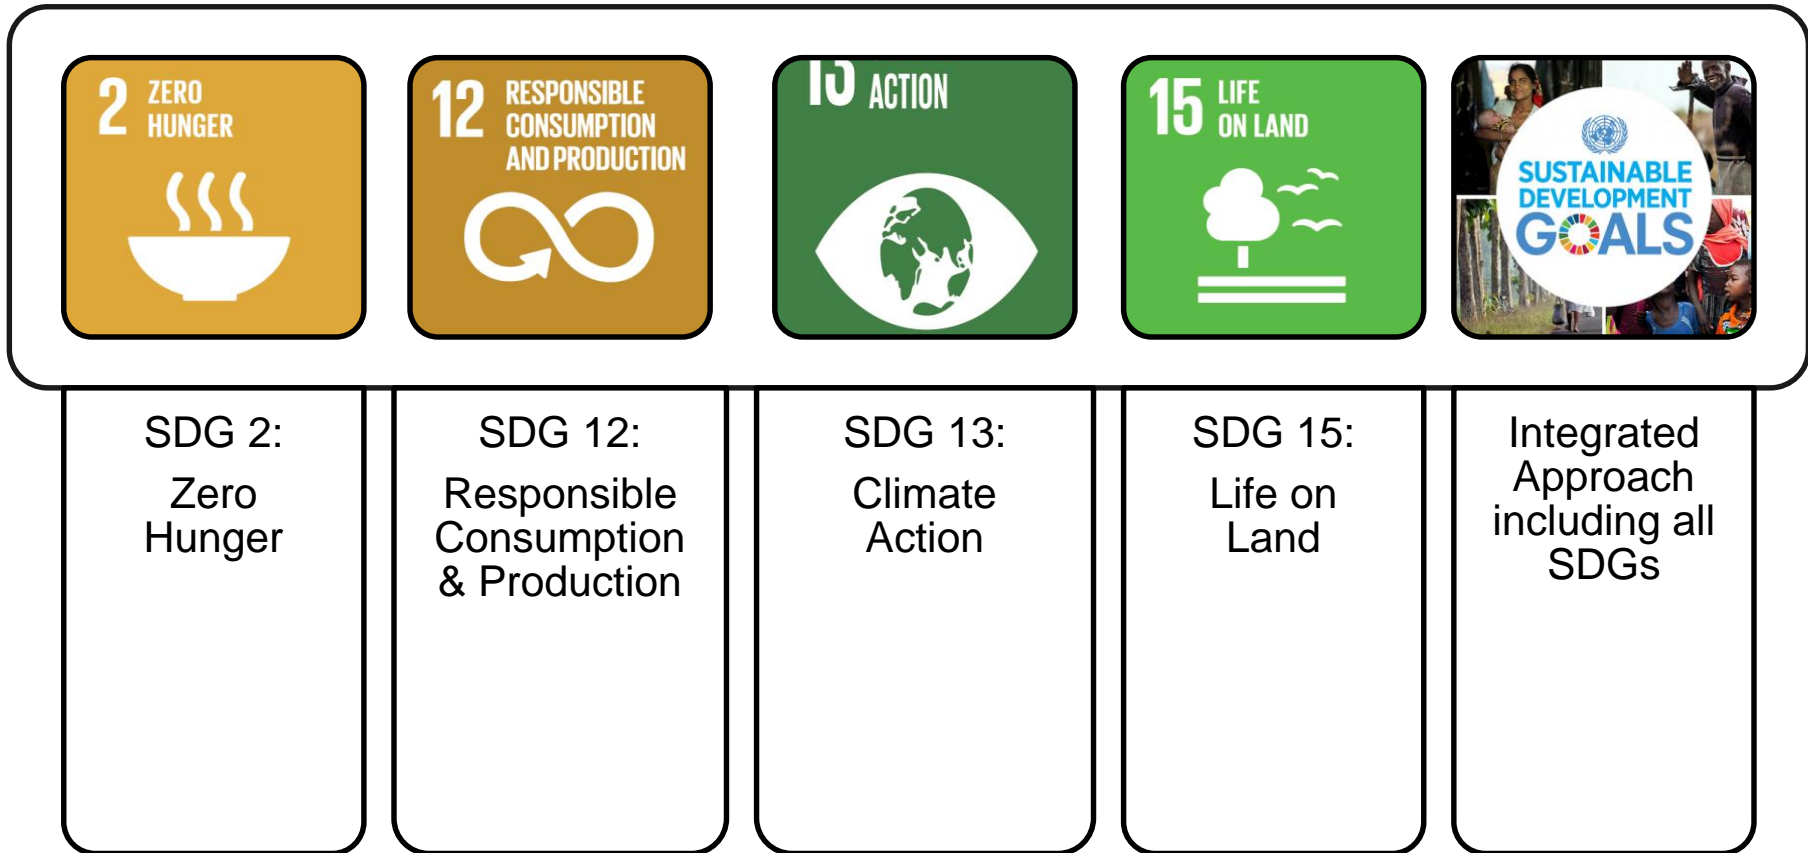 2 ZERO
HUNGER
12 RESPONSIBLE
CONSUMPTION
AND PRODUCTION
13 ACTION
15 LIFE
ON LAND
SUSTAINABLE
DEVELOPMENT
GOALS
SDG 2:
Zero
Hunger
SDG 12:
Responsible
Consumption
& Production
SDG 13:
Climate
Action
SDG 15:
Life on
Land
Integrated
Approach
including all
SDGs